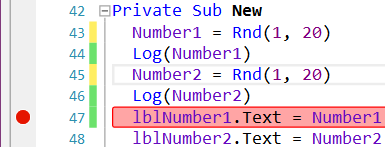 42 Private Sub New
43 Number1 = Rnd(1, 20)
44 Log(Number1)
45 Number2 = Rnd(1, 20)
46 Log(Number2)
47 lblNumber1.Text = Number1
48 lblNumber2.Text = Number2